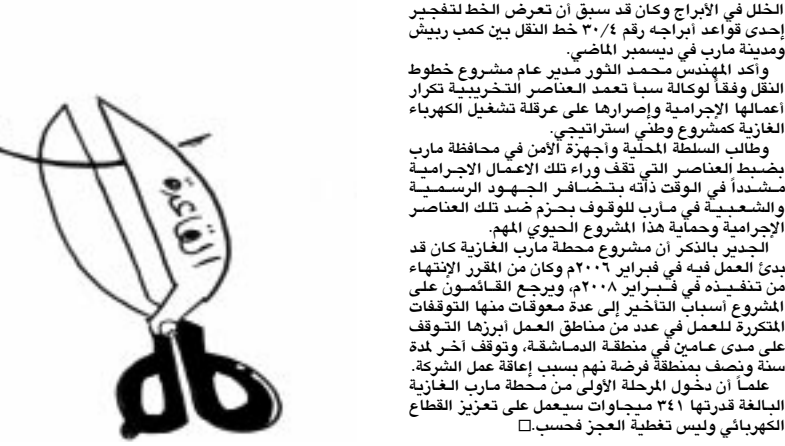 الخلل في الأبراج وكان قد سبق أن تعرض الخط لتفجير
إحدى قواعد أبراجه رقم ٣٠/٤ خط النقل بين كمب ربيش
ومدينة مارب في ديسمبر الماضي.
وأكد المهندس محمد الثور مدير عام مشروع خطوط
النقل وفقاً لوكالة سبأ تعمد العناصر التخريبية تكرار
أعمالها الإجرامية وإصرارها على عرقلة تشغيل الكهرباء
الغازية كمشروع وطني استراتيجي.
وطالب السلطة المحلية وأجهزة الأمن في محافظة مارب
بضبط العناصر التي تقف وراء تلك الاعمال الاجرامية
مشدداً في الوقت ذاته بتضافر الجهود الرسمية
والشعبية في مأرب للوقوف بحزم ضد تلك العناصر
الإجرامية وحماية هذا المشروع الحيوي المهم.
الجدير بالذكر أن مشروع محطة مارب الغازية كان قد
بدئ العمل فيه في فبراير ٢٠٠٦م وكان من المقرر الإنتهاء
من تنفيذه في فبراير ٢٠٠٨م، ويرجع القائمون على
المشروع أسباب التأخير إلى عدة معوقات منها التوقفات
المتكررة للعمل في عدد من مناطق العمل أبرزها التوقف
على مدى عامين في منطقة الدماشقة، وتوقف آخر لمدة
سنة ونصف بمنطقة فرضة نهم بسبب إعاقة عمل الشركة.
علماً أن دخول المرحلة الأولى من محطة مارب الغازية
البالغة قدرتها ٣٤١ ميجاوات سيعمل على تعزيز القطاع
الكهربائي وليس تغطية العجز فحسب.□
القاعدة